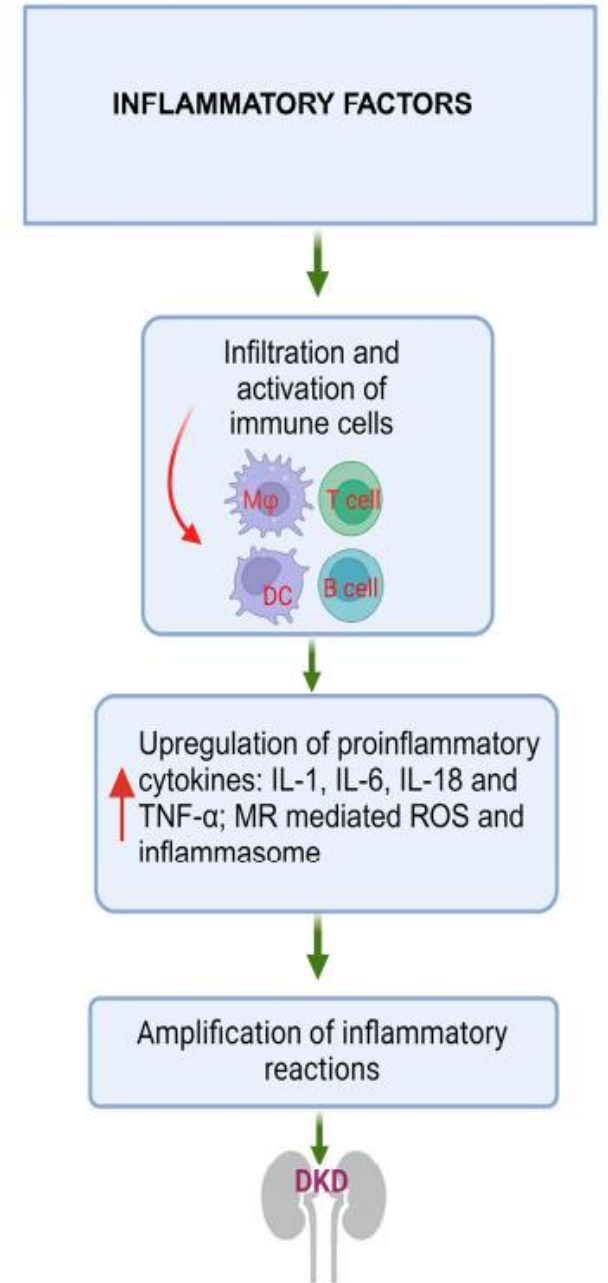 INFLAMMATORY FACTORS
Infiltration and
activation of
immune cells
Mφ
T cell
DC
B cell
Upregulation of proinflammatory
cytokines: IL-1, IL-6, IL-18 and
TNF-α; MR mediated ROS and
inflammasome
Amplification of inflammatory
reactions
DKD